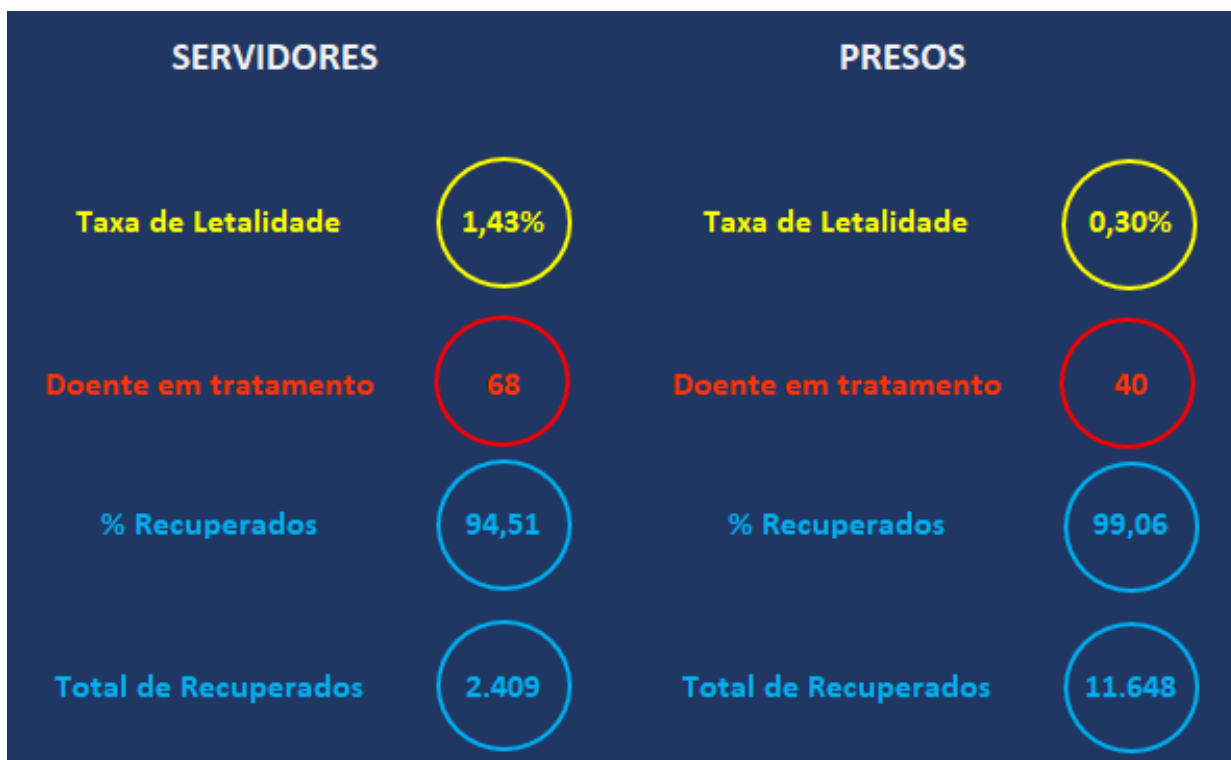 SERVIDORES
Taxa de Letalidade 1,43%
Doente em tratamento 68
% Recuperados 94,51
Total de Recuperados 2.409
PRESOS
Taxa de Letalidade 0,30%
Doente em tratamento 40
% Recuperados 99,06
Total de Recuperados 11.648